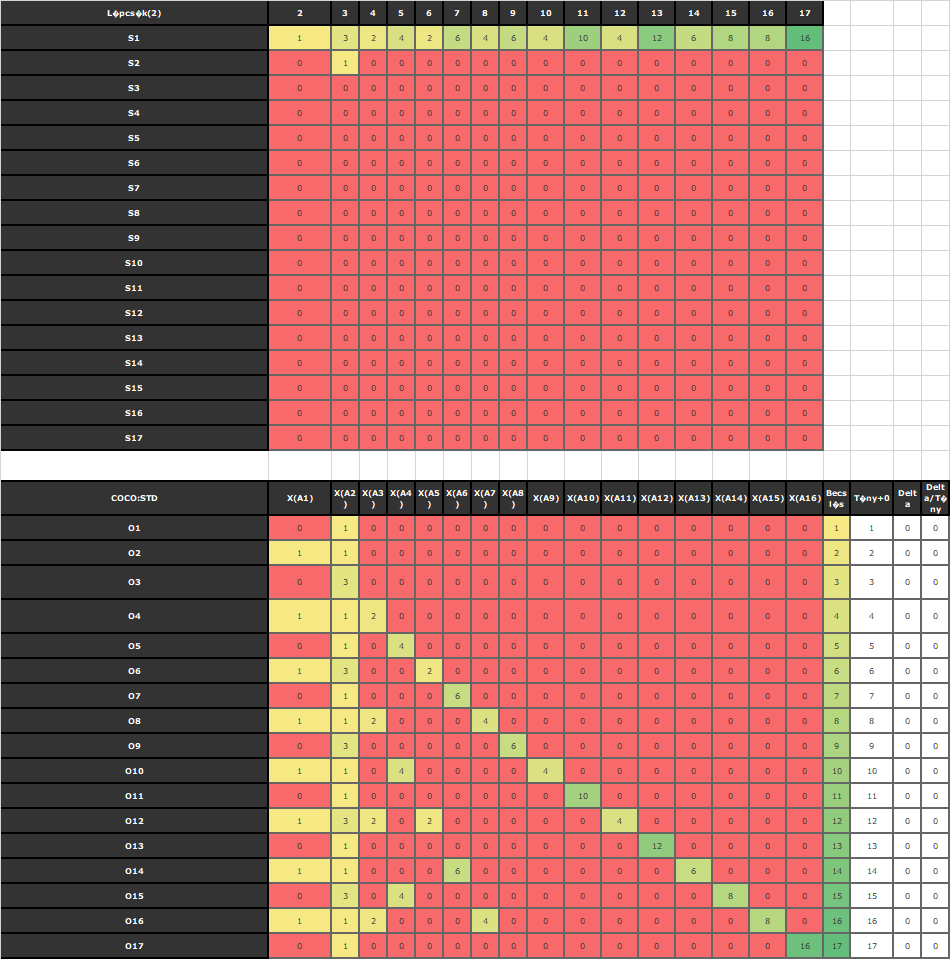 L�pcs�k(2) 2 3 4 5 6 7 8 9 10 11 12 13 14 15 16 17
S1 1 3 2 4 2 6 4 6 4 10 4 12 6 8 8 16
S2 0 1 0 0 0 0 0 0 0 0 0 0 0 0 0 0
S3 0 0 0 0 0 0 0 0 0 0 0 0 0 0 0 0
S4 0 0 0 0 0 0 0 0 0 0 0 0 0 0 0 0
S5 0 0 0 0 0 0 0 0 0 0 0 0 0 0 0 0
S6 0 0 0 0 0 0 0 0 0 0 0 0 0 0 0 0
S7 0 0 0 0 0 0 0 0 0 0 0 0 0 0 0 0
S8 0 0 0 0 0 0 0 0 0 0 0 0 0 0 0 0
S9 0 0 0 0 0 0 0 0 0 0 0 0 0 0 0 0
S10 0 0 0 0 0 0 0 0 0 0 0 0 0 0 0 0
S11 0 0 0 0 0 0 0 0 0 0 0 0 0 0 0 0
S12 0 0 0 0 0 0 0 0 0 0 0 0 0 0 0 0
S13 0 0 0 0 0 0 0 0 0 0 0 0 0 0 0 0
S14 0 0 0 0 0 0 0 0 0 0 0 0 0 0 0 0
S15 0 0 0 0 0 0 0 0 0 0 0 0 0 0 0 0
S16 0 0 0 0 0 0 0 0 0 0 0 0 0 0 0 0
S17 0 0 0 0 0 0 0 0 0 0 0 0 0 0 0 0
COCO:STD X(A1) X(A2) X(A3) X(A4) X(A5) X(A6) X(A7) X(A8) X(A9) X(A10) X(A11) X(A12) X(A13) X(A14) X(A15) X(A16) Becsl�s T�ny+0 Delta Delta/T�ny
O1 0 1 0 0 0 0 0 0 0 0 0 0 0 0 0 0 1 1 0 0
O2 1 1 0 0 0 0 0 0 0 0 0 0 0 0 0 0 2 2 0 0
O3 0 3 0 0 0 0 0 0 0 0 0 0 0 0 0 0 3 3 0 0
O4 1 1 2 0 0 0 0 0 0 0 0 0 0 0 0 0 4 4 0 0
O5 0 1 0 4 0 0 0 0 0 0 0 0 0 0 0 0 5 5 0 0
O6 1 3 0 0 2 0 0 0 0 0 0 0 0 0 0 0 6 6 0 0
O7 0 1 0 0 0 6 0 0 0 0 0 0 0 0 0 0 7 7 0 0
O8 1 1 2 0 0 0 4 0 0 0 0 0 0 0 0 0 8 8 0 0
O9 0 3 0 0 0 0 0 6 0 0 0 0 0 0 0 0 9 9 0 0
O10 1 1 0 4 0 0 0 0 4 0 0 0 0 0 0 0 10 10 0 0
O11 0 1 0 0 0 0 0 0 0 10 0 0 0 0 0 0 11 11 0 0
O12 1 3 2 0 2 0 0 0 0 0 4 0 0 0 0 0 12 12 0 0
O13 0 1 0 0 0 0 0 0 0 0 0 12 0 0 0 0 13 13 0 0
O14 1 1 0 0 0 6 0 0 0 0 0 0 6 0 0 0 14 14 0 0
O15 0 3 0 4 0 0 0 0 0 0 0 0 0 8 0 0 15 15 0 0
O16 1 1 2 0 0 0 4 0 0 0 0 0 0 0 8 0 16 16 0 0
O17 0 1 0 0 0 0 0 0 0 0 0 0 0 0 0 16 17 17 0 0